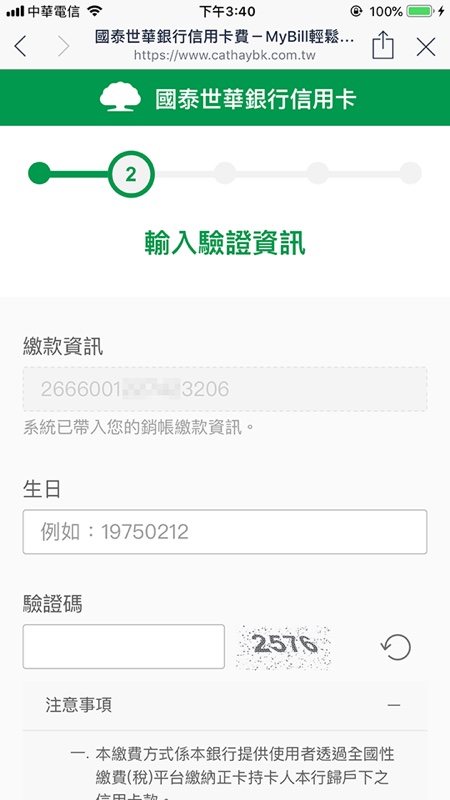 中華電信
下午3:40
100%
國泰世華銀行信用卡費－MyBill輕鬆...
https://www.cathaybk.com.tw
國泰世華銀行信用卡
2
輸入驗證資訊
繳款資訊
2666001 3206
系統已帶入您的銷帳繳款資訊。
生日
例如：19750212
驗證碼
2576
注意事項
一. 本繳費方式係本銀行提供使用者透過全國性
繳費(稅)平台繳納正卡持卡人本行歸戶下之
信用卡款。